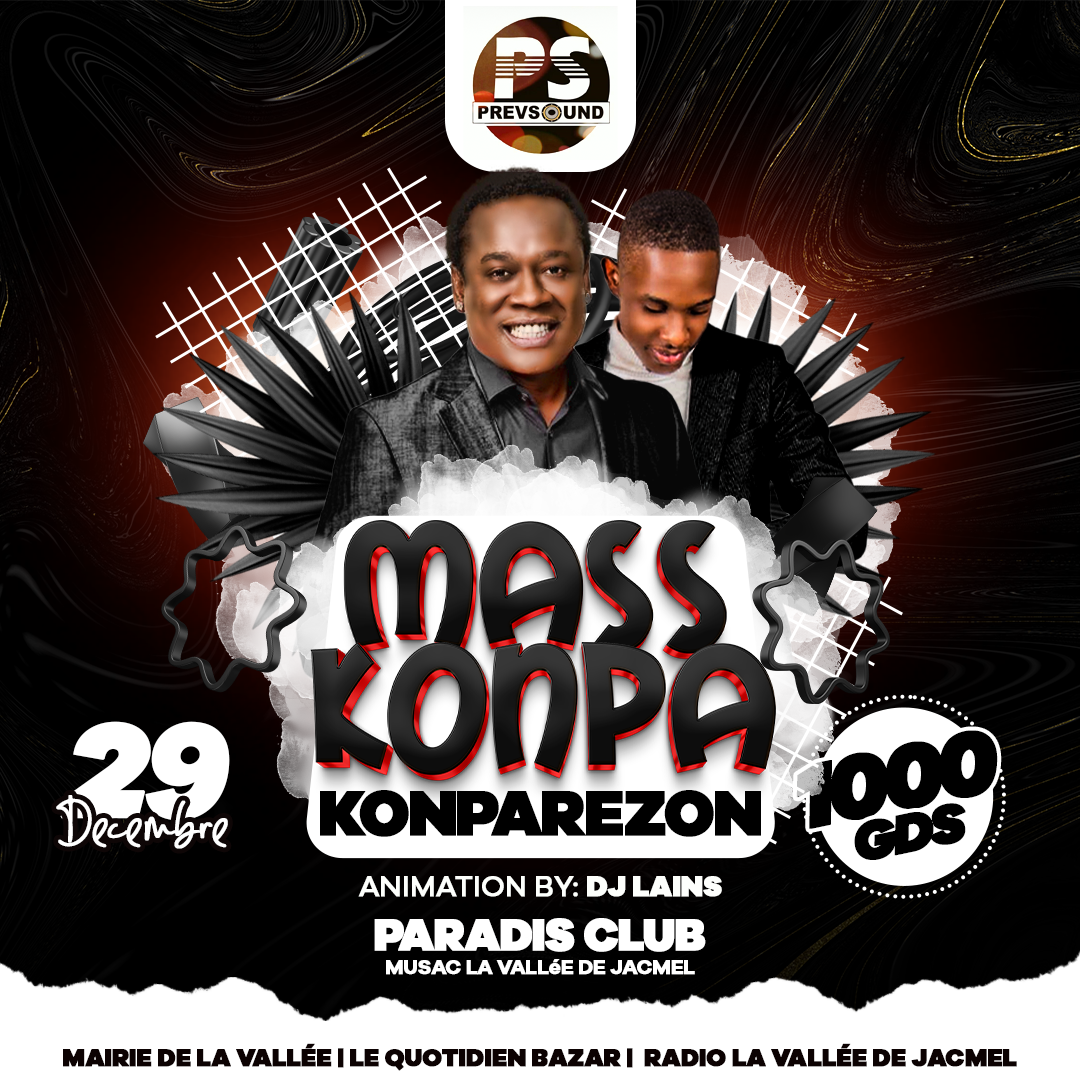 PS
PREVSOUND
MASS
KONPA
KONPAREZON
29
Decembre
1000
GDS
ANIMATION BY: DJ LAINS
PARADIS CLUB
MUSAC LA VALLéE DE JACMEL
MAIRIE DE LA VALLÉE | LE QUOTIDIEN BAZAR | RADIO LA VALLÉE DE JACMEL